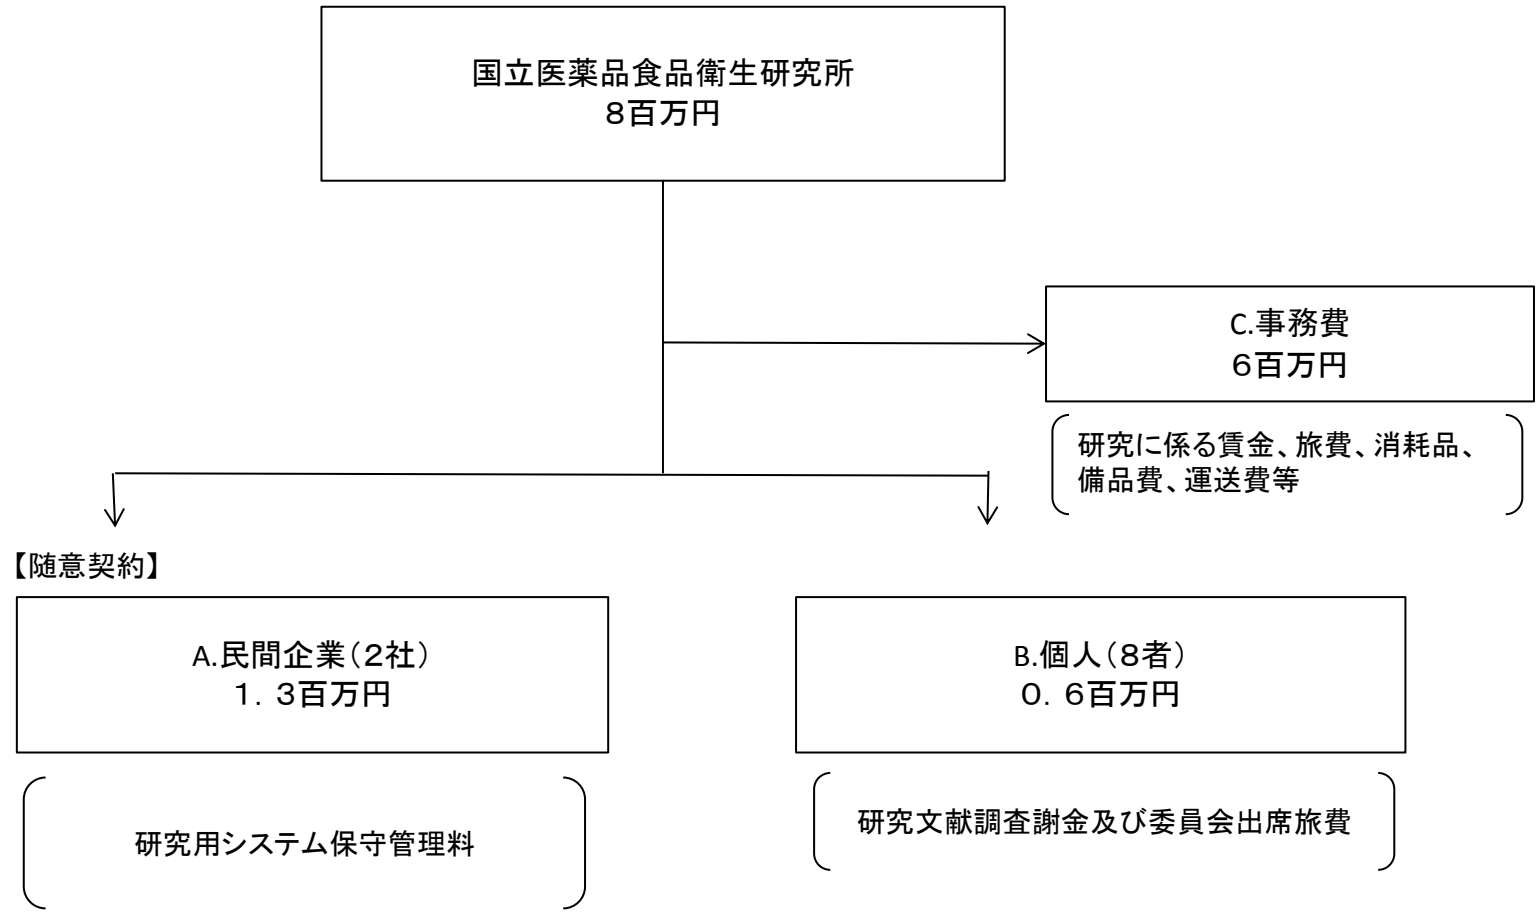 国立医薬品食品衛生研究所
８百万円
C.事務費
６百万円
研究に係る賃金、旅費、消耗品、
備品費、運送費等
【随意契約】
A.民間企業（２社）
１．３百万円
B.個人（８者）
０．６百万円
研究用システム保守管理料
研究文献調査謝金及び委員会出席旅費